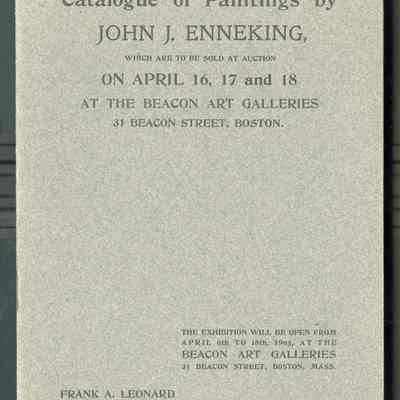 Catalogue of Paintings by
JOHN J. ENNEKING,
WHICH ARE TO BE SOLD AT AUCTION
ON APRIL 16, 17 and 18
AT THE BEACON ART GALLERIES
31 BEACON STREET, BOSTON.
THE EXHIBITION WILL BE OPEN FROM
APRIL 6th TO 18th, 1903, AT THE
BEACON ART GALLERIES
31 BEACON STREET, BOSTON, MASS.
FRANK A. LEONARD